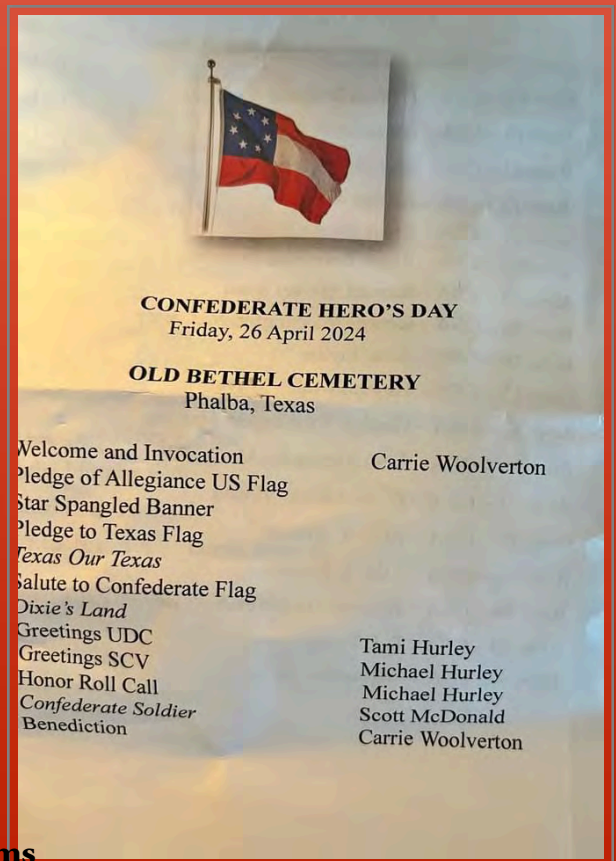 CONFEDERATE HERO'S DAY
Friday, 26 April 2024
OLD BETHEL CEMETERY
Phalba, Texas
Welcome and Invocation Carrie Woolverton
Pledge of Allegiance US Flag
Star Spangled Banner
Pledge to Texas Flag
Texas Our Texas
Salute to Confederate Flag
Dixie's Land
Greetings UDC Tami Hurley
Greetings SCV Michael Hurley
Honor Roll Call Michael Hurley
Confederate Soldier Scott McDonald
Benediction Carrie Woolverton
ms